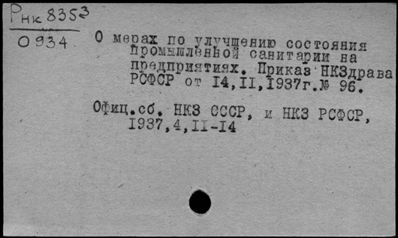 Рнк 8353
0934
О мерах по улучшению состояния
промышленной санитарии на
предприятиях. Приказ НКЗдрава
РСФСР от 14,II,1937г.№ 96.
Офиц.сб. НКЗ СССР, и НКЗ РСФСР,
1937,4,II-14